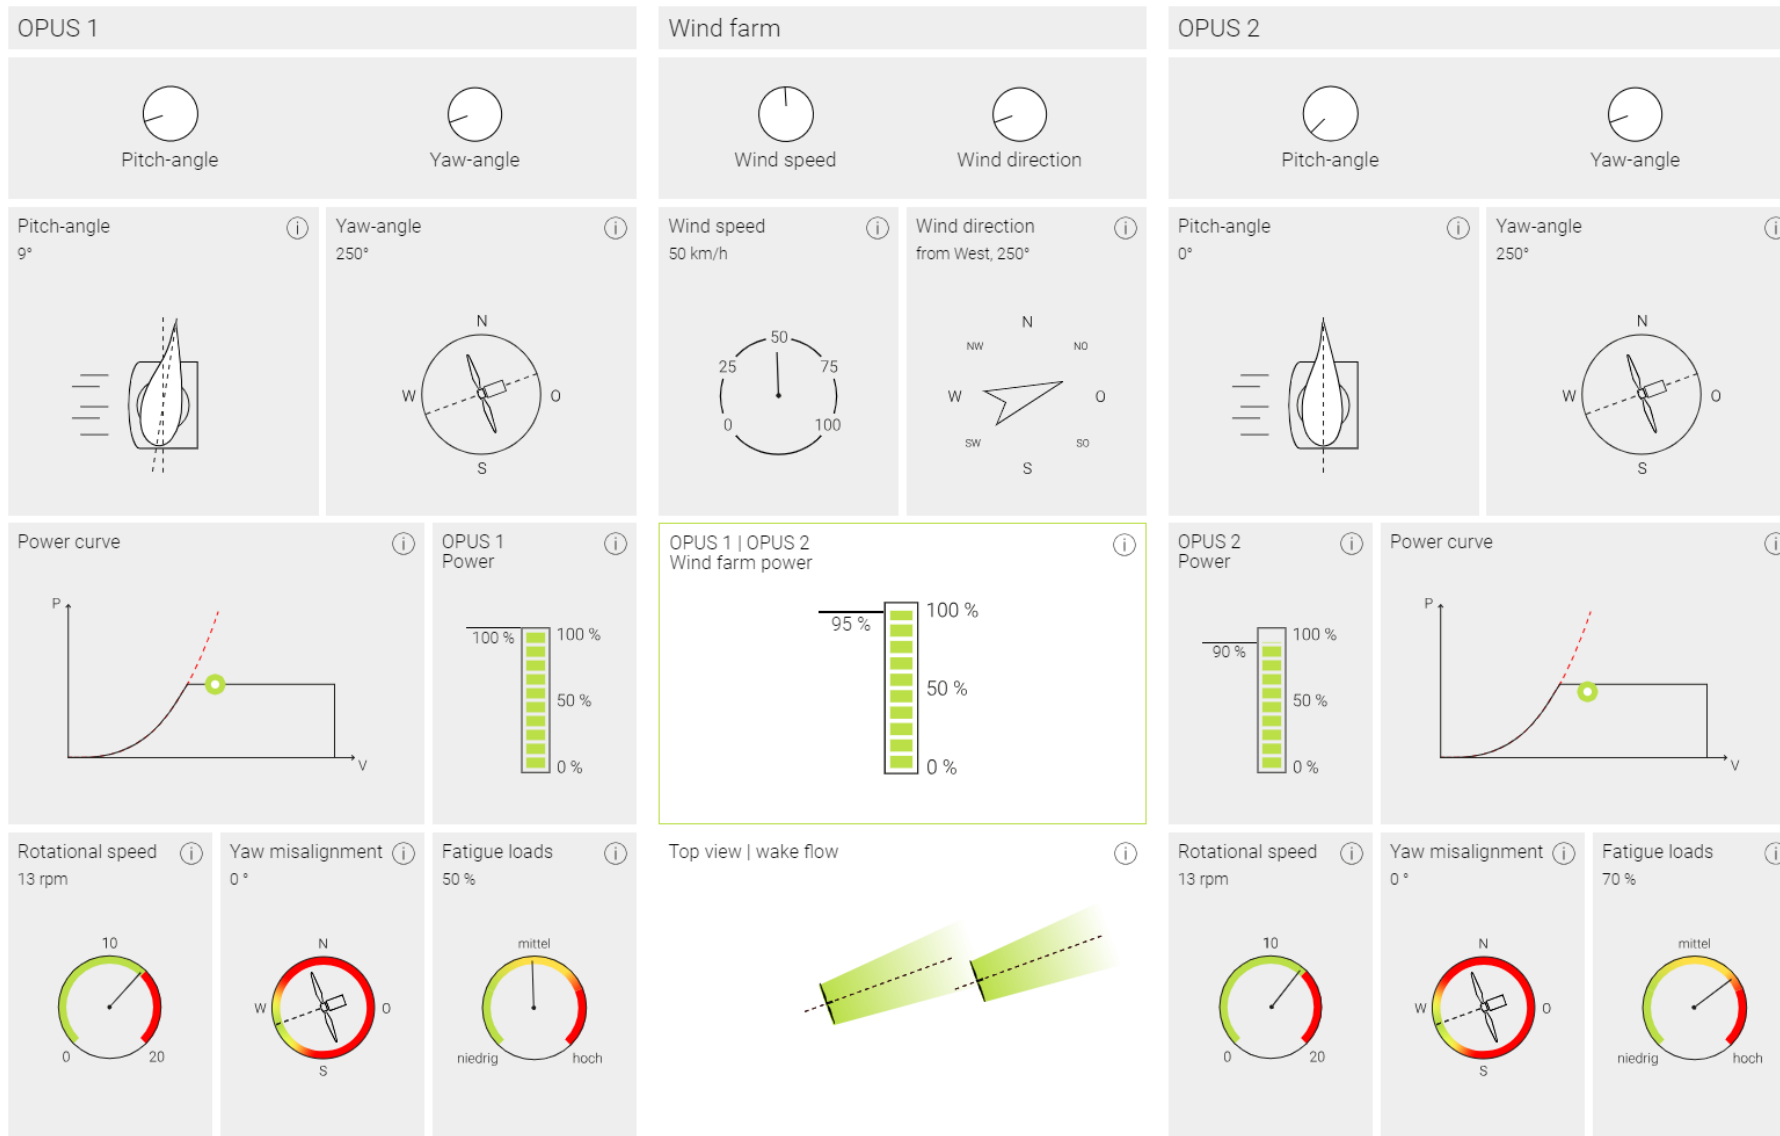 OPUS 1
Wind farm
OPUS 2
Pitch-angle
Yaw-angle
Wind speed
Wind direction
Pitch-angle
Yaw-angle
Pitch-angle
9°
Yaw-angle
250°
N
W
O
S
Wind speed
50 km/h
50
25
75
0
100
Wind direction
from West, 250°
N
NW
NO
W
O
SW
SO
S
Pitch-angle
0°
Yaw-angle
250°
N
W
O
S
Power curve
P
V
OPUS 1
Power
100 %
100 %
50 %
0 %
OPUS 1 | OPUS 2
Wind farm power
95 %
100 %
50 %
0 %
OPUS 2
Power
90 %
100 %
50 %
0 %
Power curve
P
V
Rotational speed
13 rpm
10
0
20
Yaw misalignment
0 °
N
W
O
S
Fatigue loads
50 %
mittel
niedrig
hoch
Top view | wake flow
Rotational speed
13 rpm
10
0
20
Yaw misalignment
0 °
N
W
O
S
Fatigue loads
70 %
mittel
niedrig
hoch